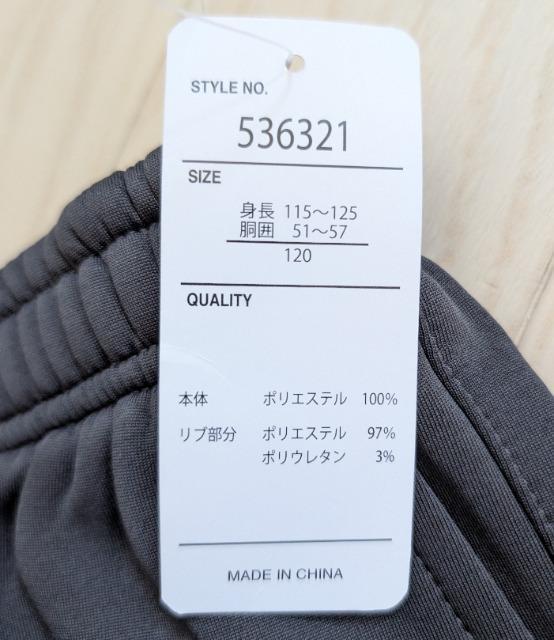 STYLE NO.
536321
SIZE
身長 115～125
胴囲 51～57
120
QUALITY
本体 ポリエステル 100%
リブ部分 ポリエステル 97%
ポリウレタン 3%
MADE IN CHINA